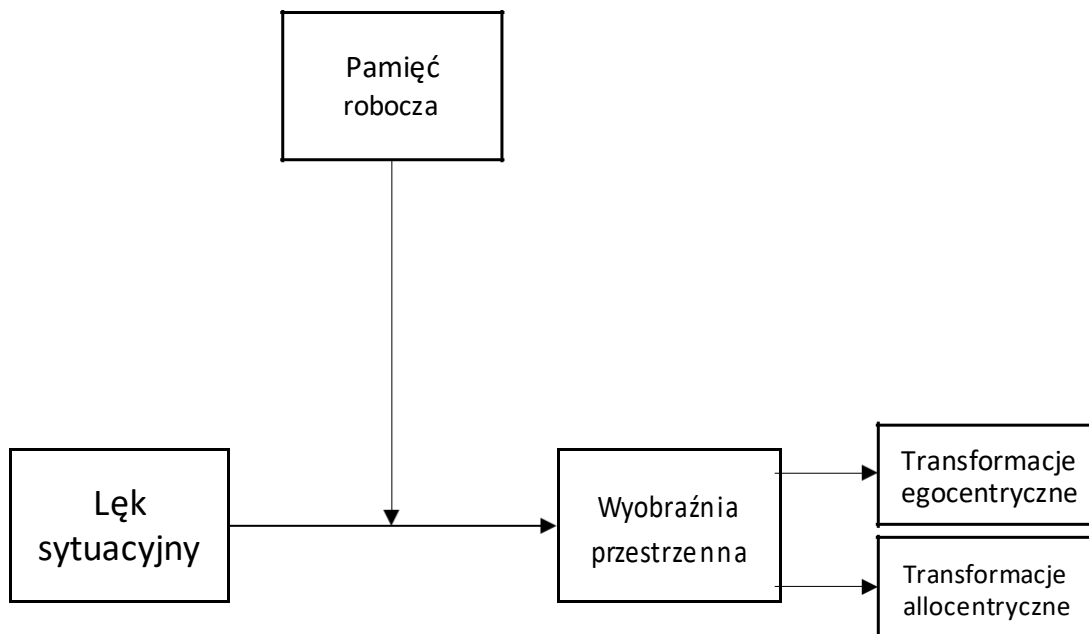 Pamięć
robocza
Lęk
sytuacyjny
Wyobraźnia
przestrzenna
Transformacje
egocentryczne
Transformacje
allocentryczne